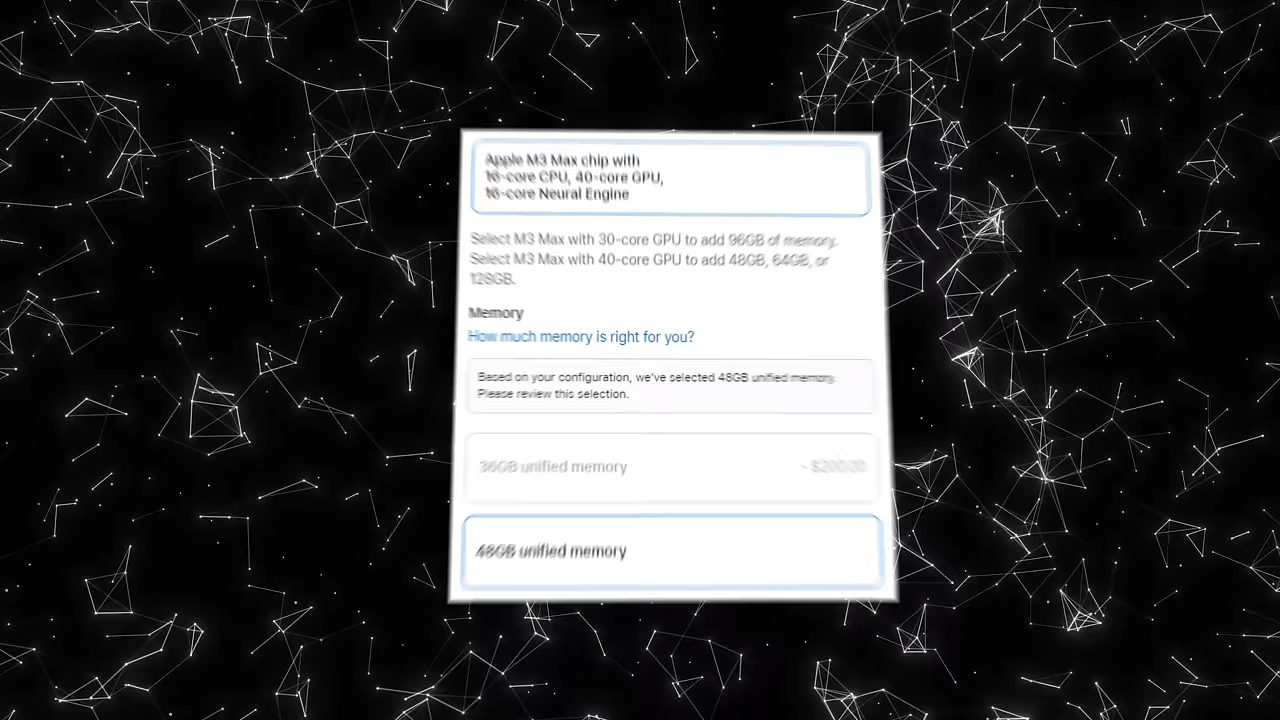 Apple M3 Max chip with
16-core CPU, 40-core GPU,
16-core Neural Engine
Select M3 Max with 30-core GPU to add 96GB of memory.
Select M3 Max with 40-core GPU to add 48GB, 64GB, or
128GB.
Memory
How much memory is right for you?
Based on your configuration, we've selected 48GB unified memory.
Please review this selection.
36GB unified memory
- $200.00
48GB unified memory